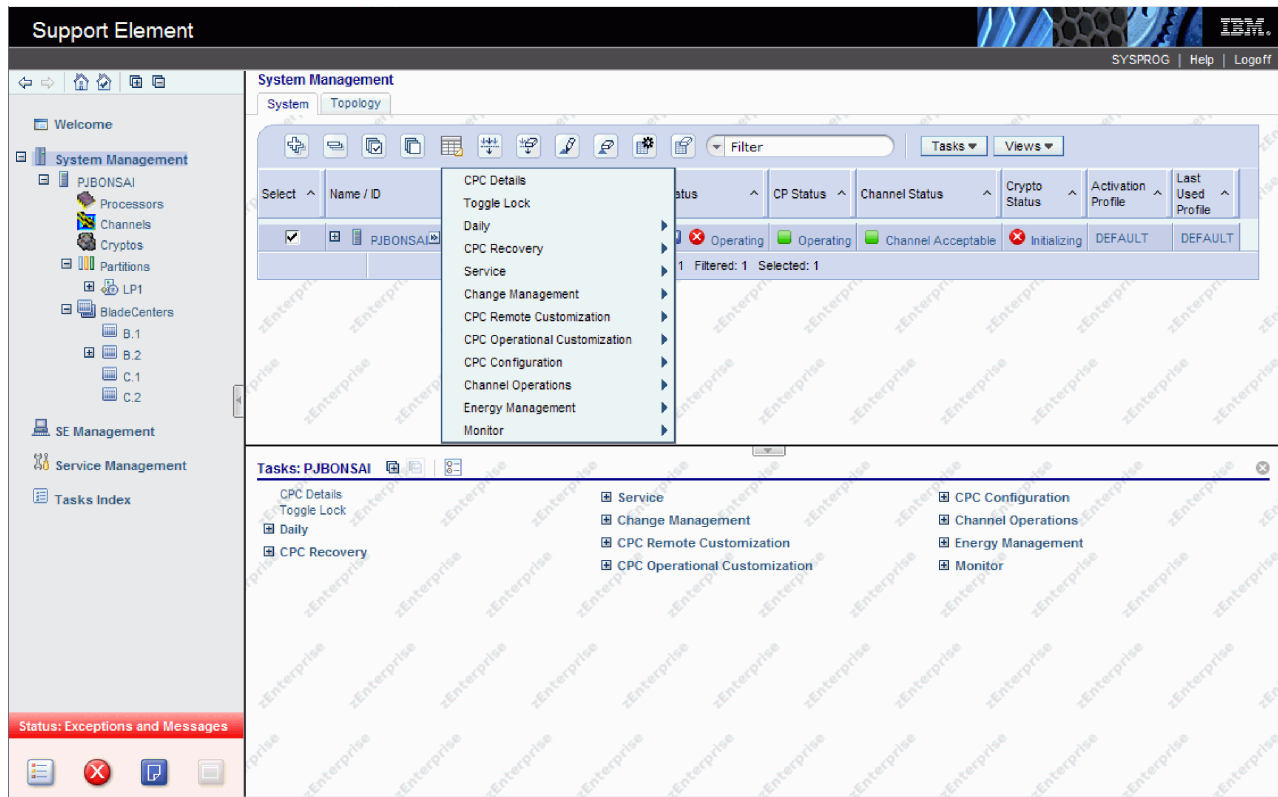 Support Element
IBM.
SYSPROG | Help | Logoff
Welcome
System Management
PJBONSAI
Processors
Channels
Cryptos
Partitions
LP1
BladeCenters
B.1
B.2
C.1
C.2
SE Management
Service Management
Tasks Index
Status: Exceptions and Messages
System Management
System Topology
Filter Tasks Views
Select Name / ID atus CP Status Channel Status Crypto Status Activation Profile Last Used Profile
PJBONSAI Operating Operating Channel Acceptable Initializing DEFAULT DEFAULT
1 Filtered: 1 Selected: 1
CPC Details
Toggle Lock
Daily
CPC Recovery
Service
Change Management
CPC Remote Customization
CPC Operational Customization
CPC Configuration
Channel Operations
Energy Management
Monitor
Tasks: PJBONSAI
CPC Details
Toggle Lock
Daily
CPC Recovery
Service
Change Management
CPC Remote Customization
CPC Operational Customization
CPC Configuration
Channel Operations
Energy Management
Monitor
zEnterprise